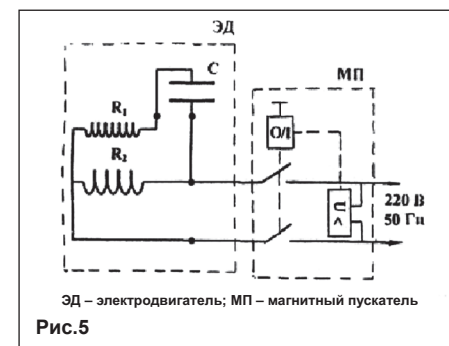 ЭД
C
МП
R₁
O/I
R₂
U <
220 В
50 Гц
ЭД – электродвигатель; МП – магнитный пускатель
Рис.5